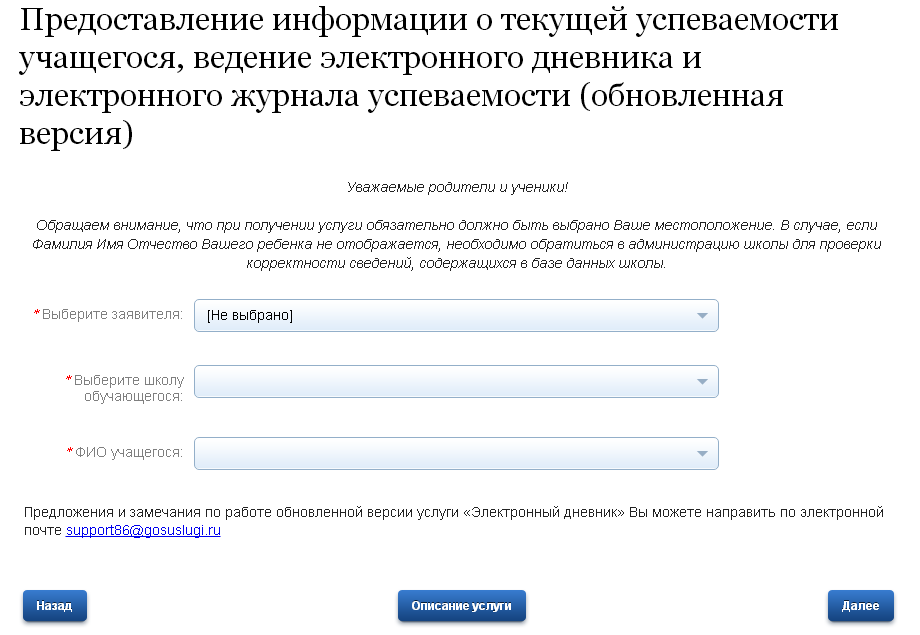 Предоставление информации о текущей успеваемости
учащегося, ведение электронного дневника и
электронного журнала успеваемости (обновленная
версия)
Уважаемые родители и ученики!
Обращаем внимание, что при получении услуги обязательно должно быть выбрано Ваше местоположение. В случае, если
Фамилия Имя Отчество Вашего ребенка не отображается, необходимо обратиться в администрацию школы для проверки
корректности сведений, содержащихся в базе данных школы.
*Выберите заявителя: [Не выбрано]
*Выберите школу
обучающегося:
*ФИО учащегося:
Предложения и замечания по работе обновленной версии услуги «Электронный дневник» Вы можете направить по электронной
почте support86@gosuslugi.ru
Назад Описание услуги Далее